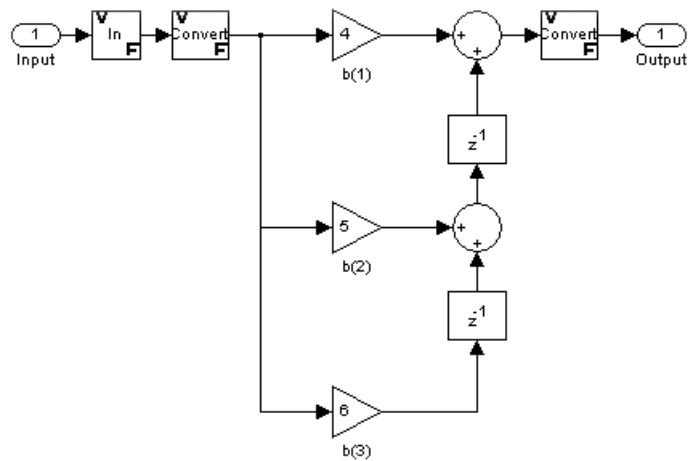 1
Input
V
In
F
V
Convert
F
4
b(1)
+
+
V
Convert
F
1
Output
z-1
5
b(2)
+
+
z-1
6
b(3)